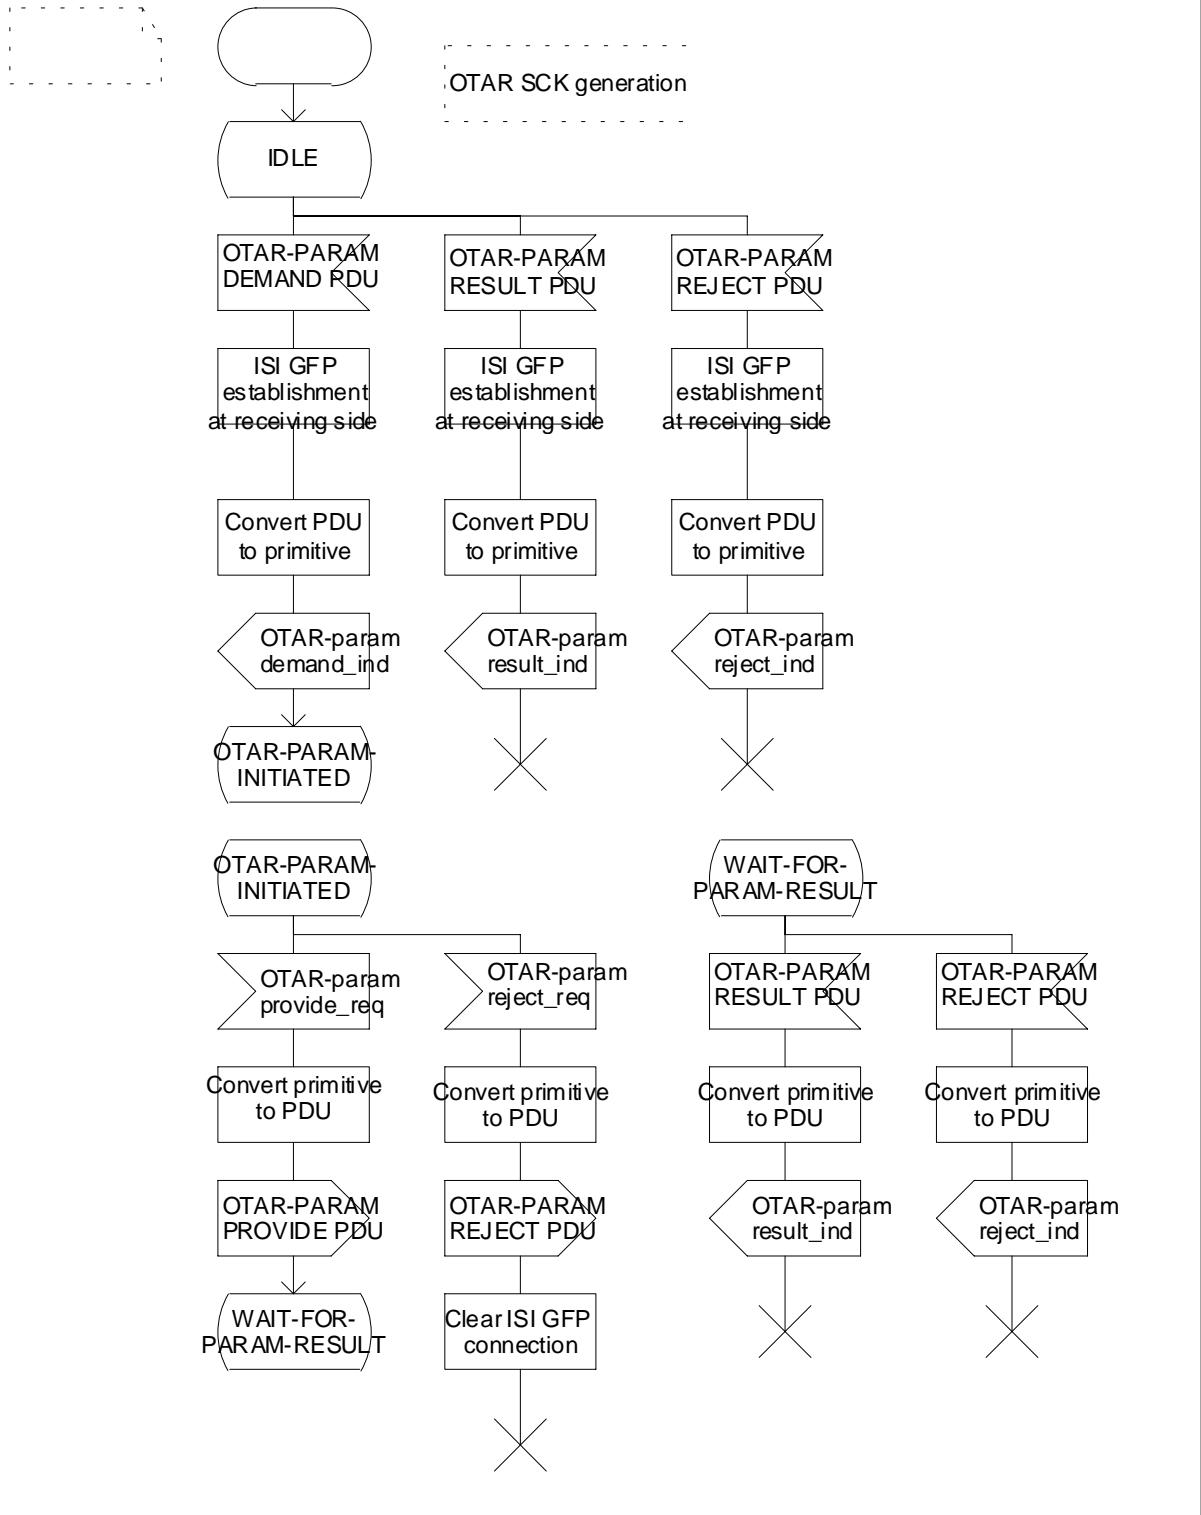 OTAR SCK generation
IDLE
OTAR-PARAM
DEMAND PDU
OTAR-PARAM
RESULT PDU
OTAR-PARAM
REJECT PDU
ISI GFP
establishment
at receiving side
ISI GFP
establishment
at receiving side
ISI GFP
establishment
at receiving side
Convert PDU
to primitive
Convert PDU
to primitive
Convert PDU
to primitive
OTAR-param
demand_ind
OTAR-param
result_ind
OTAR-param
reject_ind
OTAR-PARAM-
INITIATED
OTAR-PARAM-
INITIATED
WAIT-FOR-
PARAM-RESULT
OTAR-param
provide_req
OTAR-param
reject_req
OTAR-PARAM
RESULT PDU
OTAR-PARAM
REJECT PDU
Convert primitive
to PDU
Convert primitive
to PDU
Convert primitive
to PDU
Convert primitive
to PDU
OTAR-PARAM
PROVIDE PDU
OTAR-PARAM
REJECT PDU
OTAR-param
result_ind
OTAR-param
reject_ind
WAIT-FOR-
PARAM-RESULT
Clear ISI GFP
connection